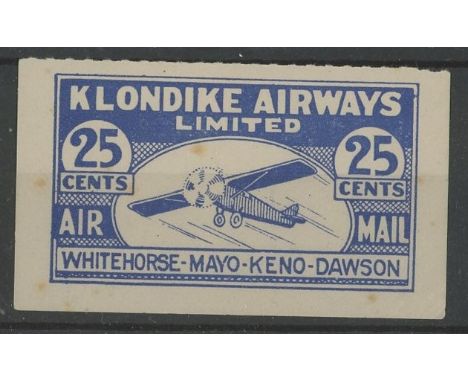 KLONDIKE AIRWAYS
LIMITED
25 25
CENTS CENTS
AIR MAIL
WHITEHORSE-MAYO-KENO-DAWSON